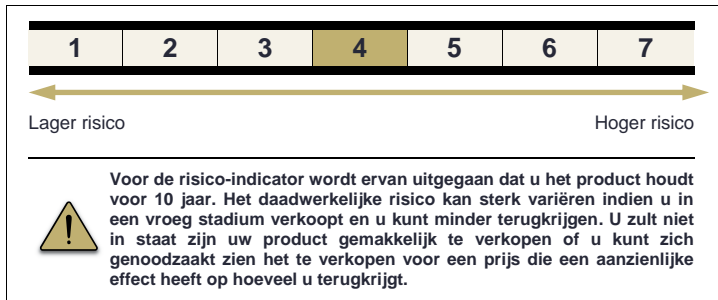 1 2 3 4 5 6 7
Lager risico Hoger risico
Voor de risico-indicator wordt ervan uitgegaan dat u het product houdt
voor 10 jaar. Het daadwerkelijke risico kan sterk variëren indien u in
een vroeg stadium verkoopt en u kunt minder terugkrijgen. U zult niet
in staat zijn uw product gemakkelijk te verkopen of u kunt zich
genoodzaakt zien het te verkopen voor een prijs die een aanzienlijke
effect heeft op hoeveel u terugkrijgt.